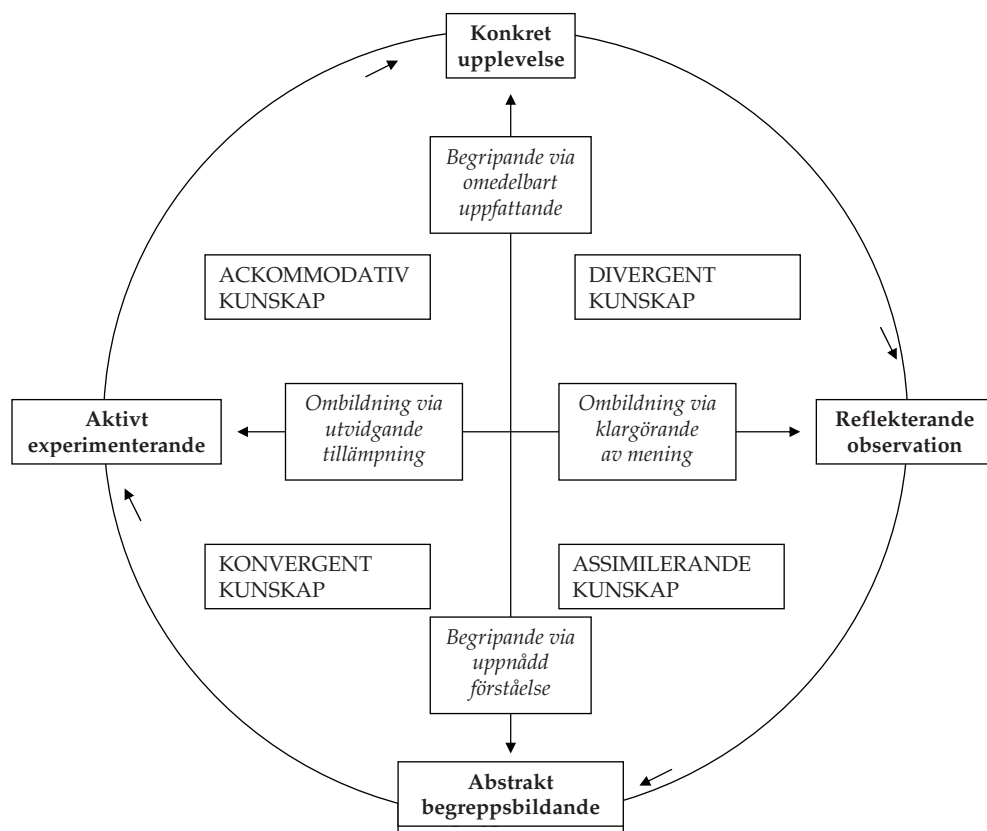 Konkret
upplevelse
Begripande via
omedelbart
uppfattande
ACKOMMODATIV
KUNSKAP
DIVERGENT
KUNSKAP
Aktivt
experimenterande
Ombildning via
utvidgande
tillämpning
Ombildning via
klargörande
av mening
Reflekterande
observation
KONVERGENT
KUNSKAP
ASSIMILERANDE
KUNSKAP
Begripande via
uppnådd
förståelse
Abstrakt
begreppsbildande